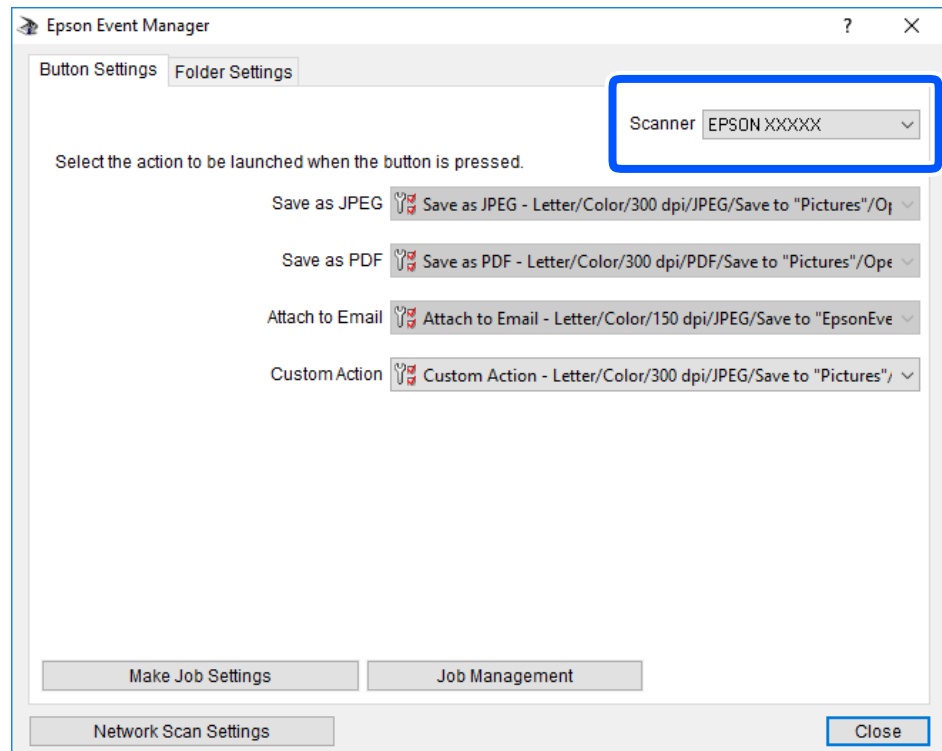 Epson Event Manager
Button Settings Folder Settings
Scanner EPSON XXXXX
Select the action to be launched when the button is pressed.
Save as JPEG Save as JPEG - Letter/Color/300 dpi/JPEG/Save to "Pictures"/Op
Save as PDF Save as PDF - Letter/Color/300 dpi/PDF/Save to "Pictures"/Ope
Attach to Email Attach to Email - Letter/Color/150 dpi/JPEG/Save to "EpsonEve
Custom Action Custom Action - Letter/Color/300 dpi/JPEG/Save to "Pictures"/
Make Job Settings Job Management
Network Scan Settings Close